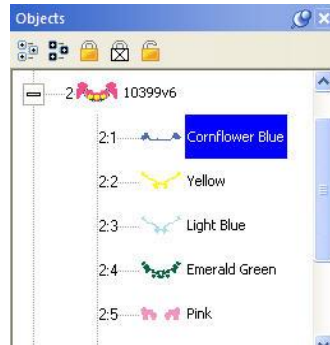 Objects
2 10399v6
2:1 Cornflower Blue
2:2 Yellow
2:3 Light Blue
2:4 Emerald Green
2:5 Pink